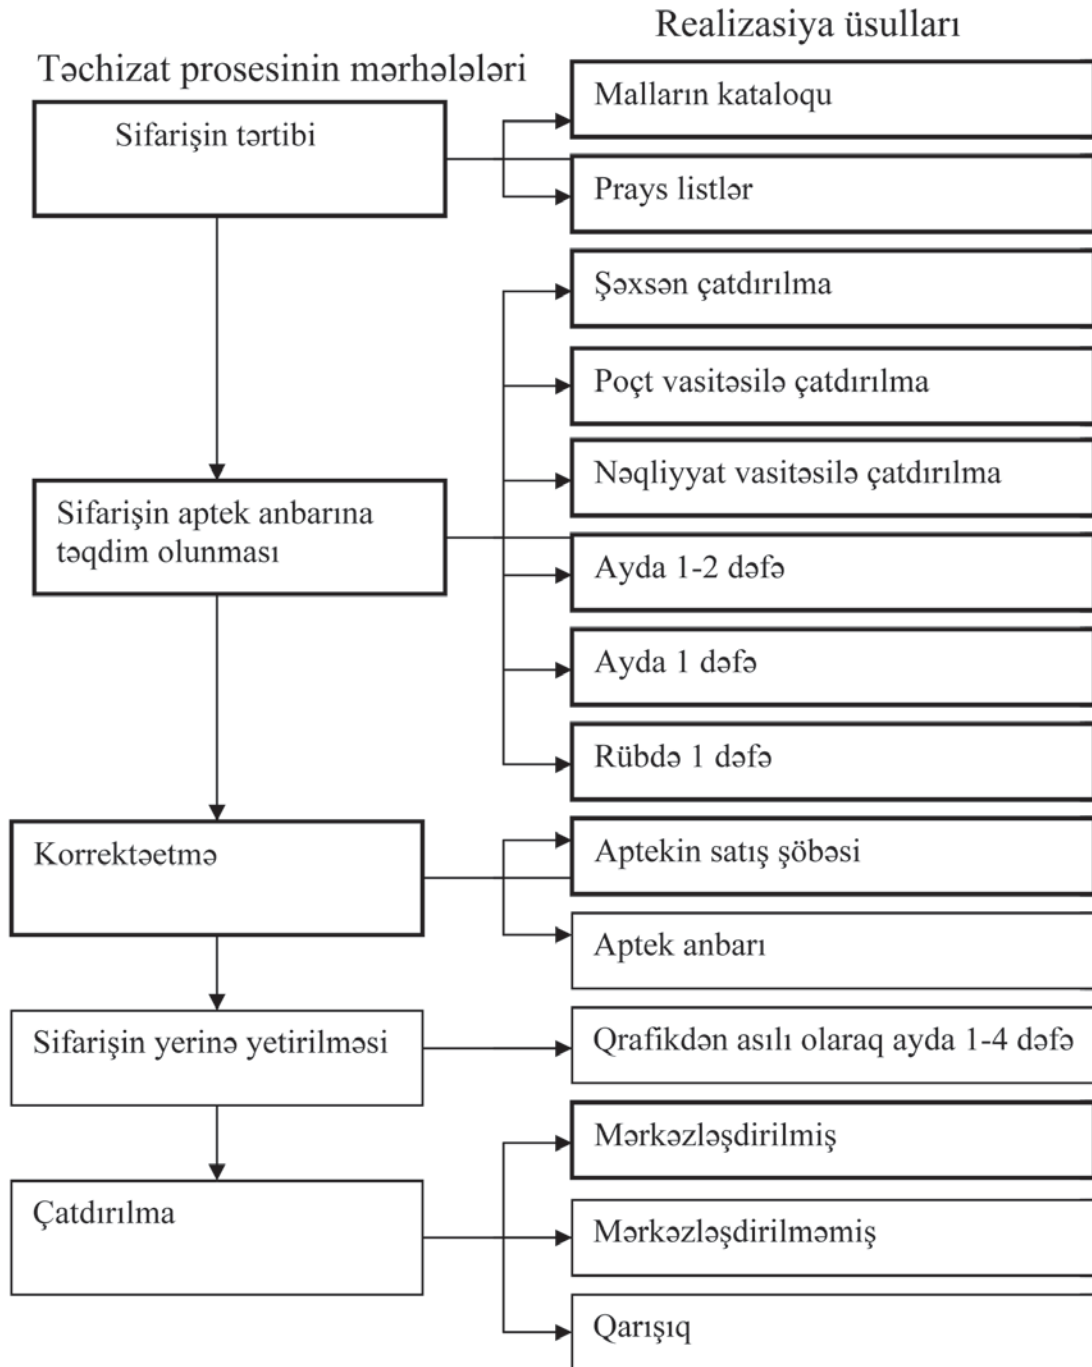 Realizasiya üsulları
Təchizat prosesinin mərhələləri
Sifarişin tərtibi
Malların kataloqu
Prays listlər
Sifarişin aptek anbarına
təqdim olunması
Şəxsən çatdırılma
Poçt vasitəsilə çatdırılma
Nəqliyyat vasitəsilə çatdırılma
Ayda 1-2 dəfə
Ayda 1 dəfə
Rübdə 1 dəfə
Korrektəetmə
Aptekin satış şöbəsi
Aptek anbarı
Sifarişin yerinə yetirilməsi
Qrafikdən asılı olaraq ayda 1-4 dəfə
Çatdırılma
Mərkəzləşdirilmiş
Mərkəzləşdirilməmiş
Qarışıq